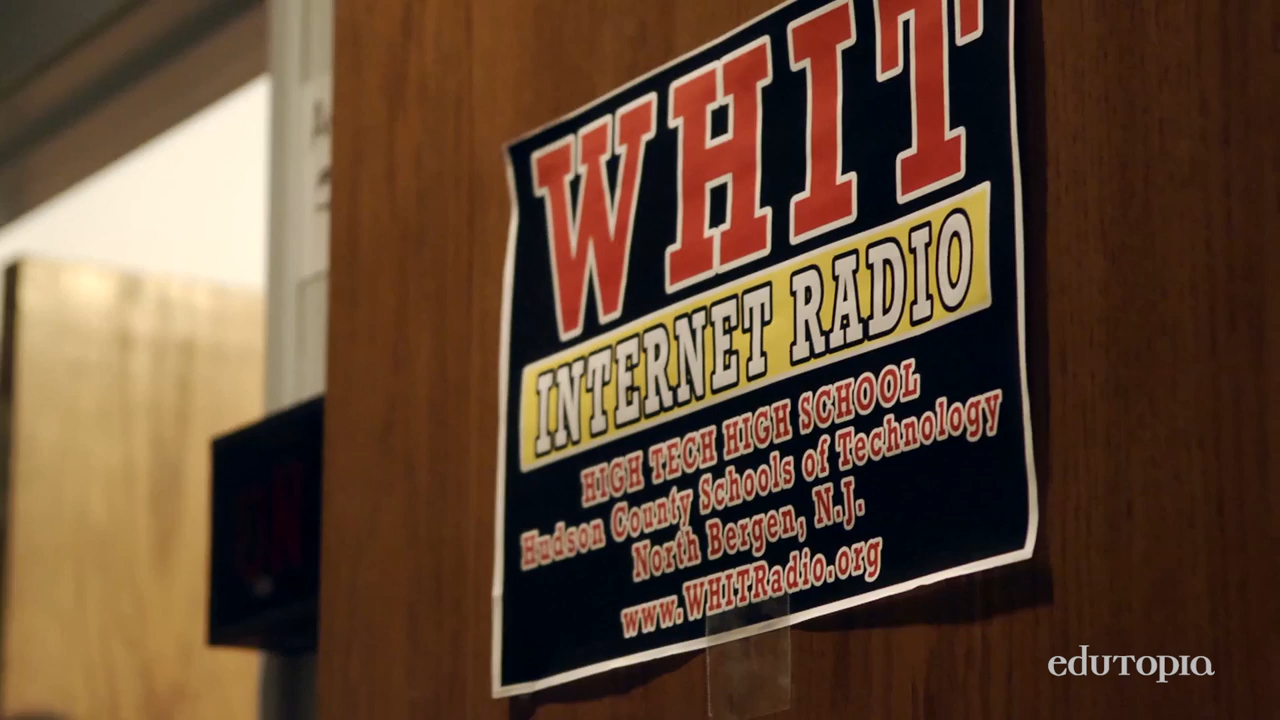 WHIT
INTERNET RADIO
HIGH TECH HIGH SCHOOL
Hudson County Schools of Technology
North Bergen, N.J.
www.WHITRadio.org
edutopia